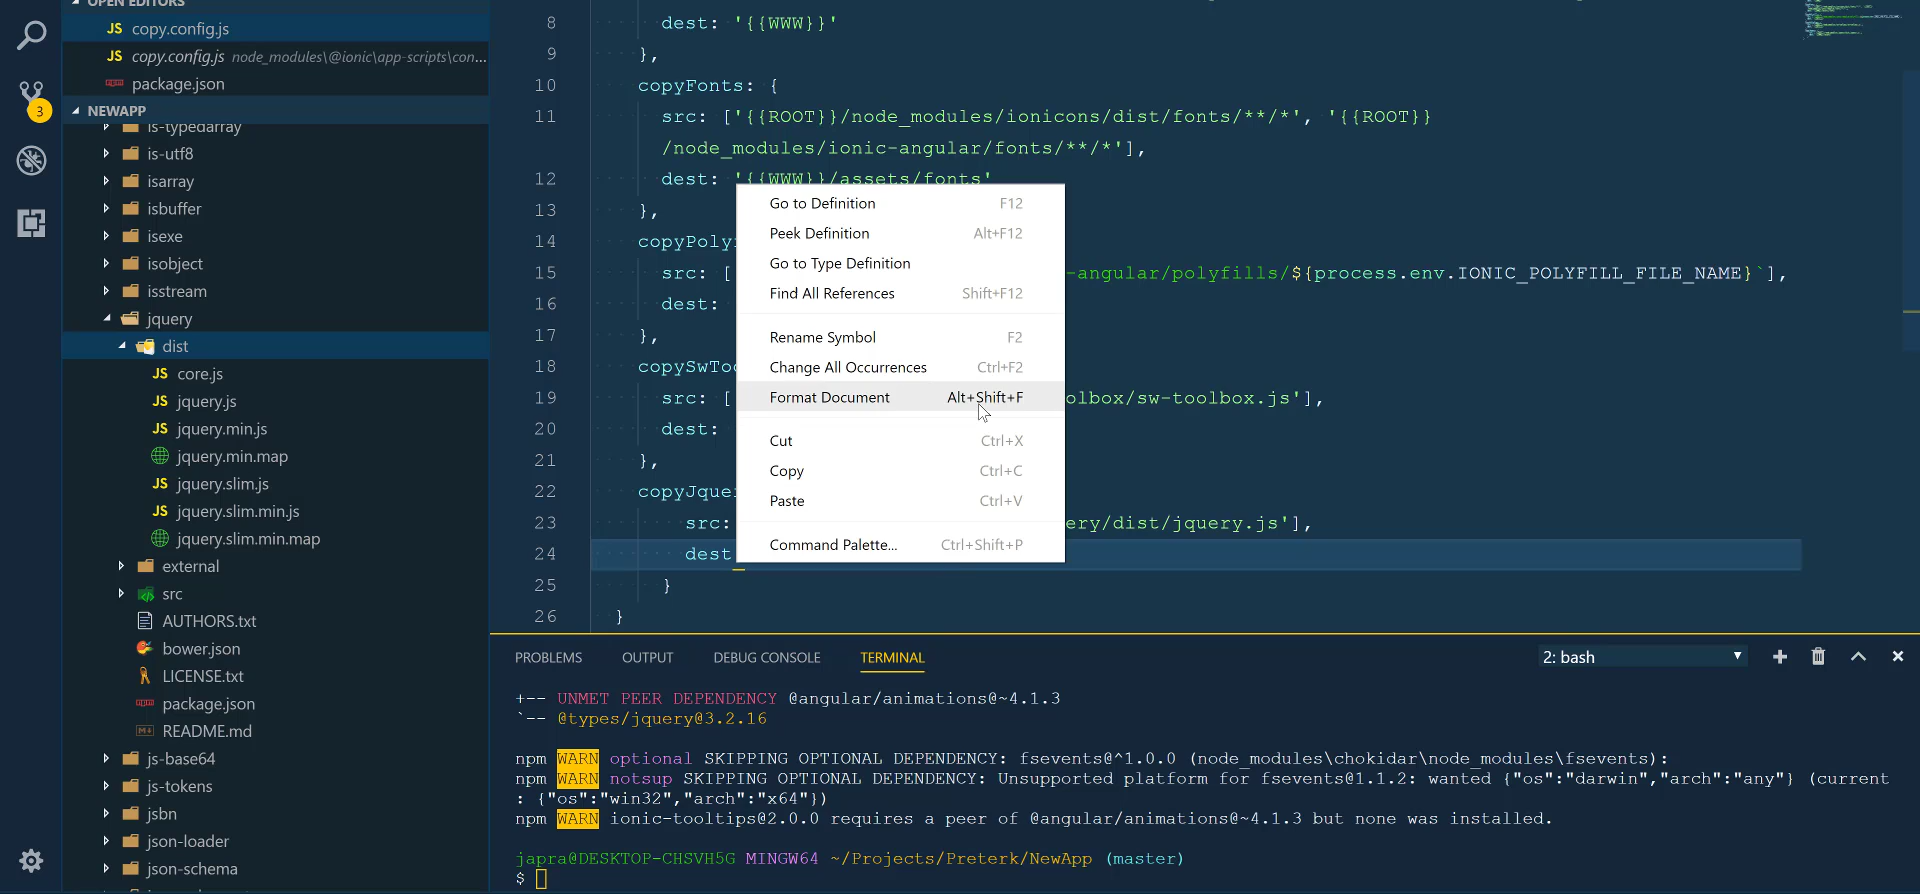 OPEN EDITORS
JS copy.config.js
JS copy.config.js node_modules\@ionic\app-scripts\con...
package.json
3
NEWAPP
is-typedarray
is-utf8
isarray
isbuffer
isexe
isobject
isstream
jquery
dist
JS core.js
JS jquery.js
JS jquery.min.js
jquery.min.map
JS jquery.slim.js
JS jquery.slim.min.js
jquery.slim.min.map
external
src
AUTHORS.txt
bower.json
LICENSE.txt
package.json
README.md
js-base64
js-tokens
jsbn
json-loader
json-schema
8 dest: '{{WWW}}'
9 },
10 copyFonts: {
11 src: ['{{ROOT}}/node_modules/ionicons/dist/fonts/**/*', '{{ROOT}}
/node_modules/ionic-angular/fonts/**/*'],
12 dest: '{{WWW}}/assets/fonts'
13 },
14 copyPoly
15 src: [ -angular/polyfills/${process.env.IONIC_POLYFILL_FILE_NAME}`],
16 dest:
17 },
18 copySwToo
19 src: [ olbox/sw-toolbox.js'],
20 dest:
21 },
22 copyJque
23 src: ery/dist/jquery.js'],
24 dest
25 }
26 }
Go to Definition F12
Peek Definition Alt+F12
Go to Type Definition
Find All References Shift+F12
Rename Symbol F2
Change All Occurrences Ctrl+F2
Format Document Alt+Shift+F
Cut Ctrl+X
Copy Ctrl+C
Paste Ctrl+V
Command Palette... Ctrl+Shift+P
PROBLEMS OUTPUT DEBUG CONSOLE TERMINAL 2: bash
+-- UNMET PEER DEPENDENCY @angular/animations@~4.1.3
`-- @types/jquery@3.2.16
npm WARN optional SKIPPING OPTIONAL DEPENDENCY: fsevents@^1.0.0 (node_modules\chokidar\node_modules\fsevents):
npm WARN notsup SKIPPING OPTIONAL DEPENDENCY: Unsupported platform for fsevents@1.1.2: wanted {"os":"darwin","arch":"any"} (current
: {"os":"win32","arch":"x64"})
npm WARN ionic-tooltips@2.0.0 requires a peer of @angular/animations@~4.1.3 but none was installed.
japra@DESKTOP-CHSVH5G MINGW64 ~/Projects/Preterk/NewApp (master)
$